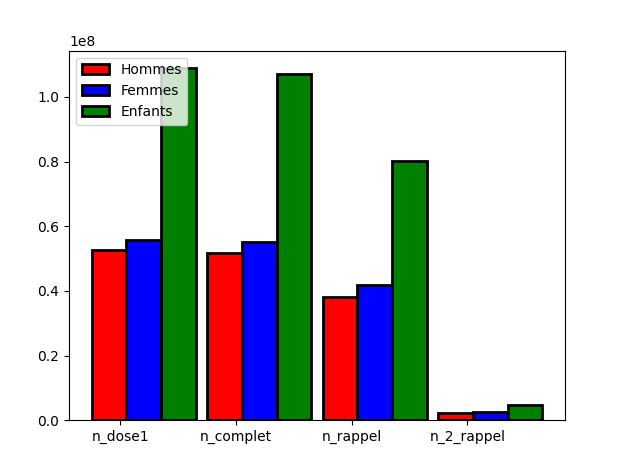 1e8
1.0
0.8
0.6
0.4
0.2
0.0
Hommes
Femmes
Enfants
n_dose1 n_complet n_rappel n_2_rappel